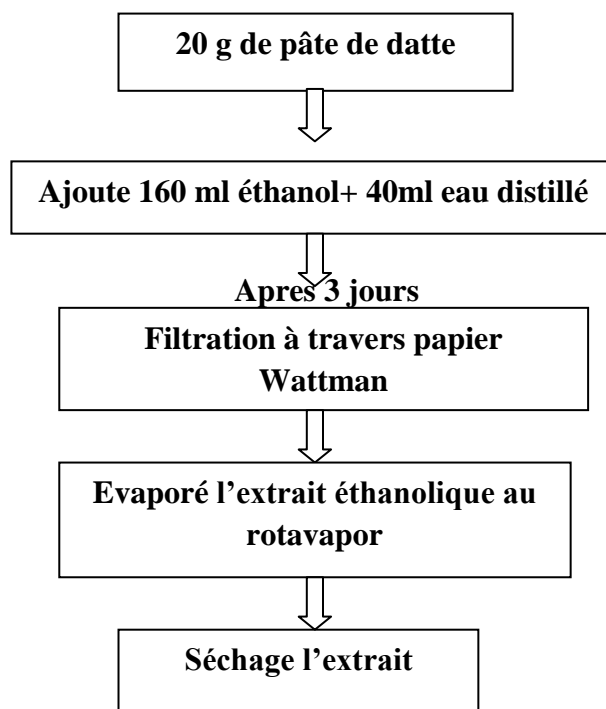 20 g de pâte de datte
Ajoute 160 ml éthanol+ 40ml eau distillé
Apres 3 jours
Filtration à travers papier
Wattman
Evaporé l’extrait éthanolique au
rotavapor
Séchage l’extrait